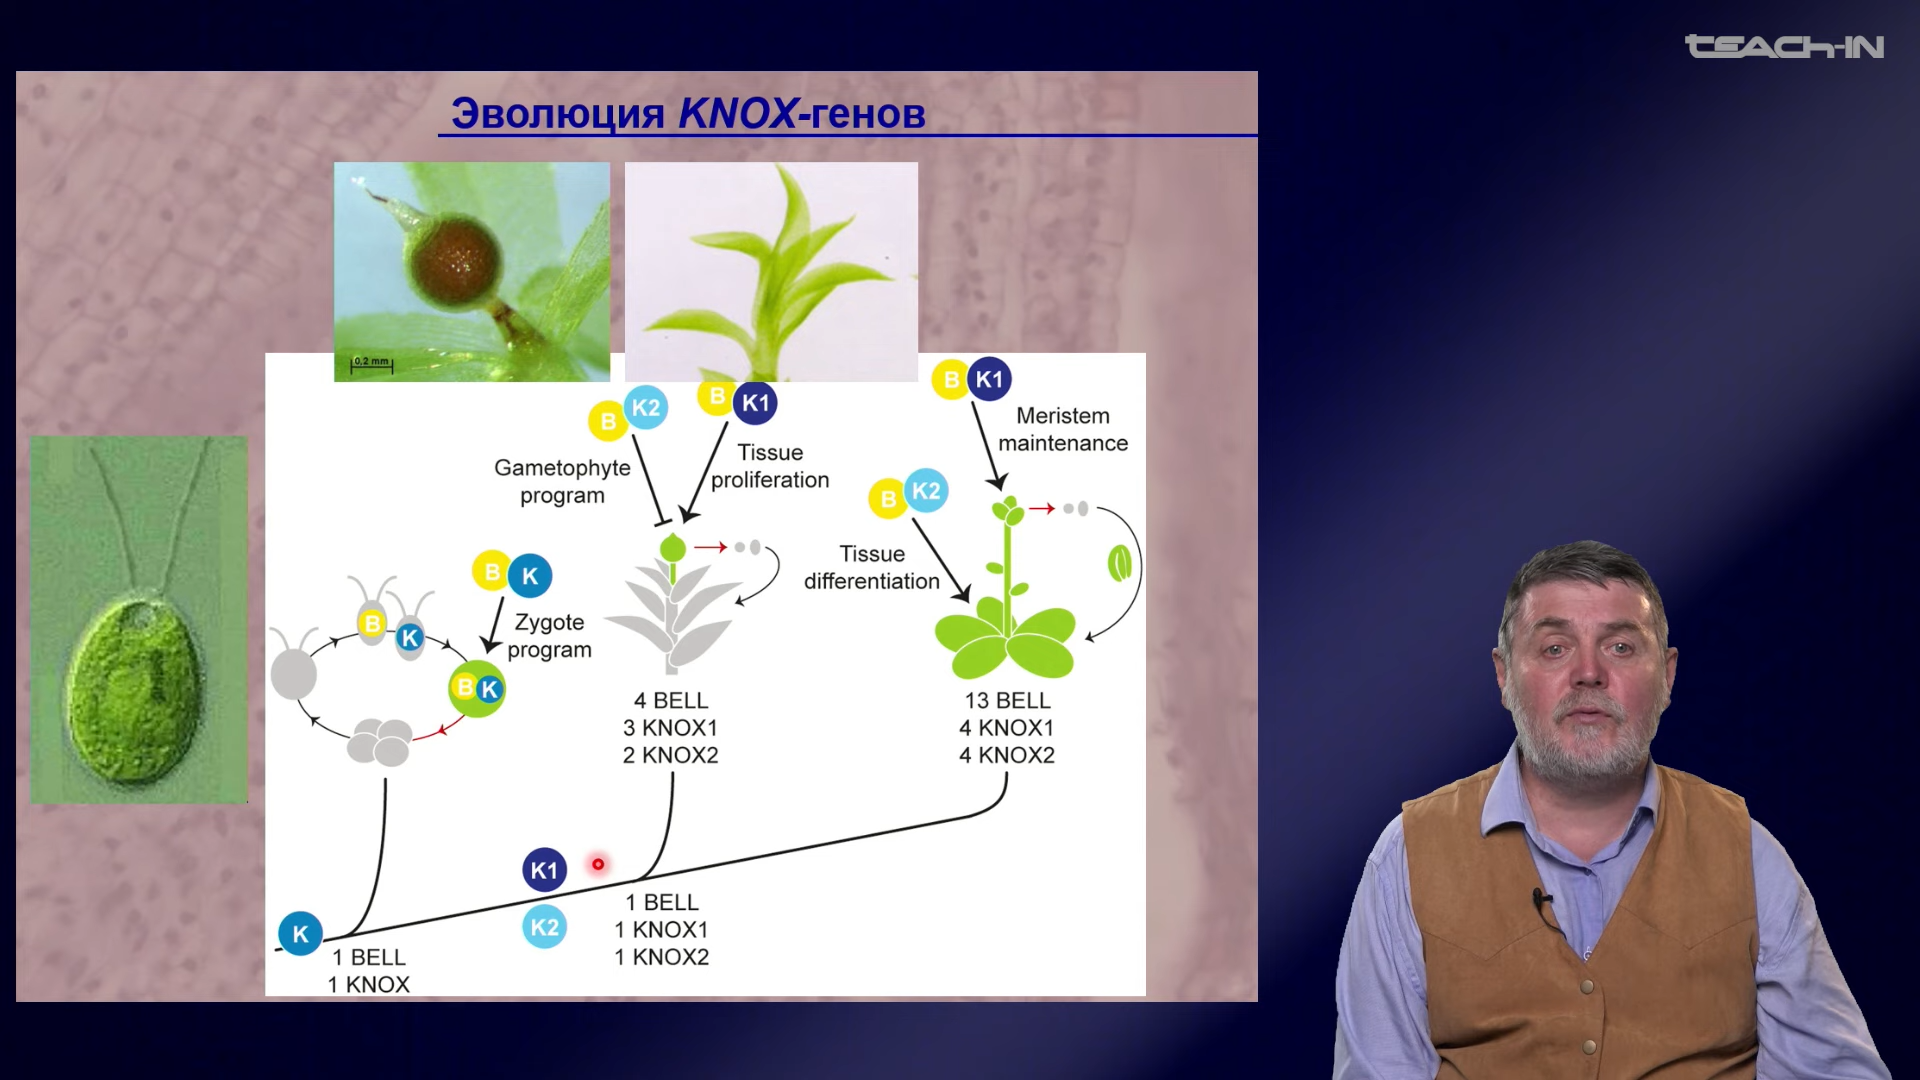 TEACH-IN
Эволюция KNOX-генов
0,2 mm
B K2
B K1
B K1
Meristem
maintenance
Gametophyte
program
Tissue
proliferation
B K2
Tissue
differentiation
B K
Zygote
program
B
K
B K
4 BELL
3 KNOX1
2 KNOX2
13 BELL
4 KNOX1
4 KNOX2
K1
K2
K
1 BELL
1 KNOX1
1 KNOX2
1 BELL
1 KNOX